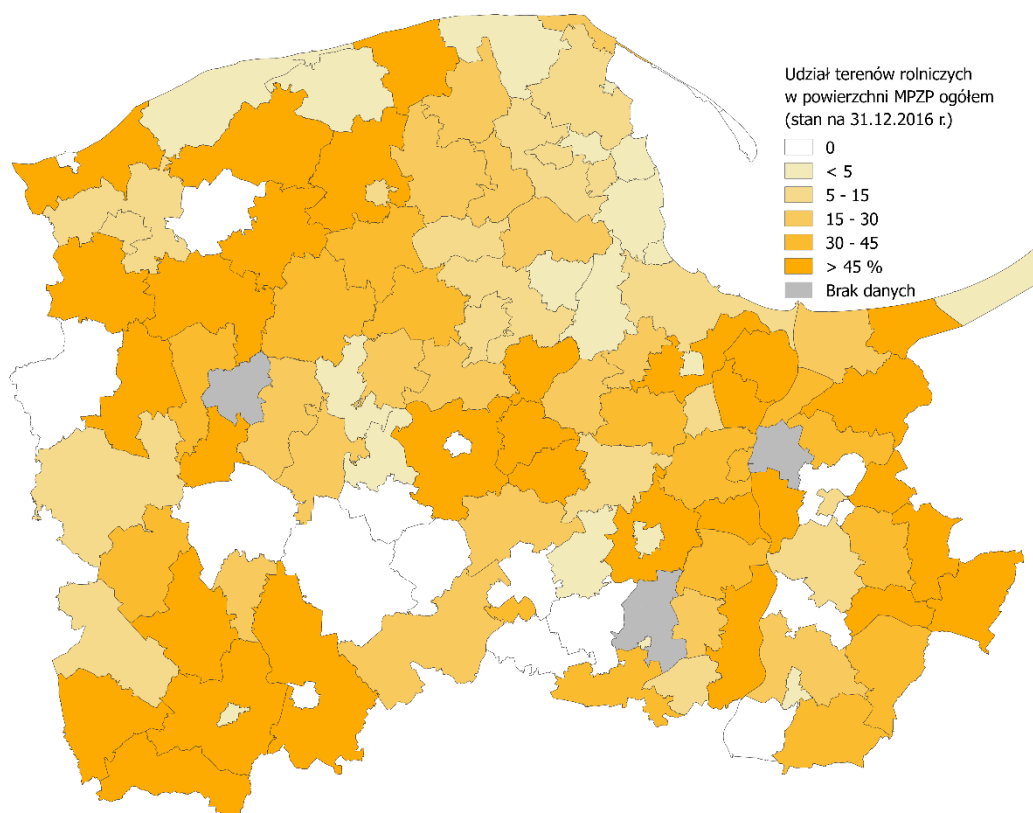 Udział terenów rolniczych
w powierzchni MPZP ogółem
(stan na 31.12.2016 r.)
0
< 5
5 - 15
15 - 30
30 - 45
> 45 %
Brak danych